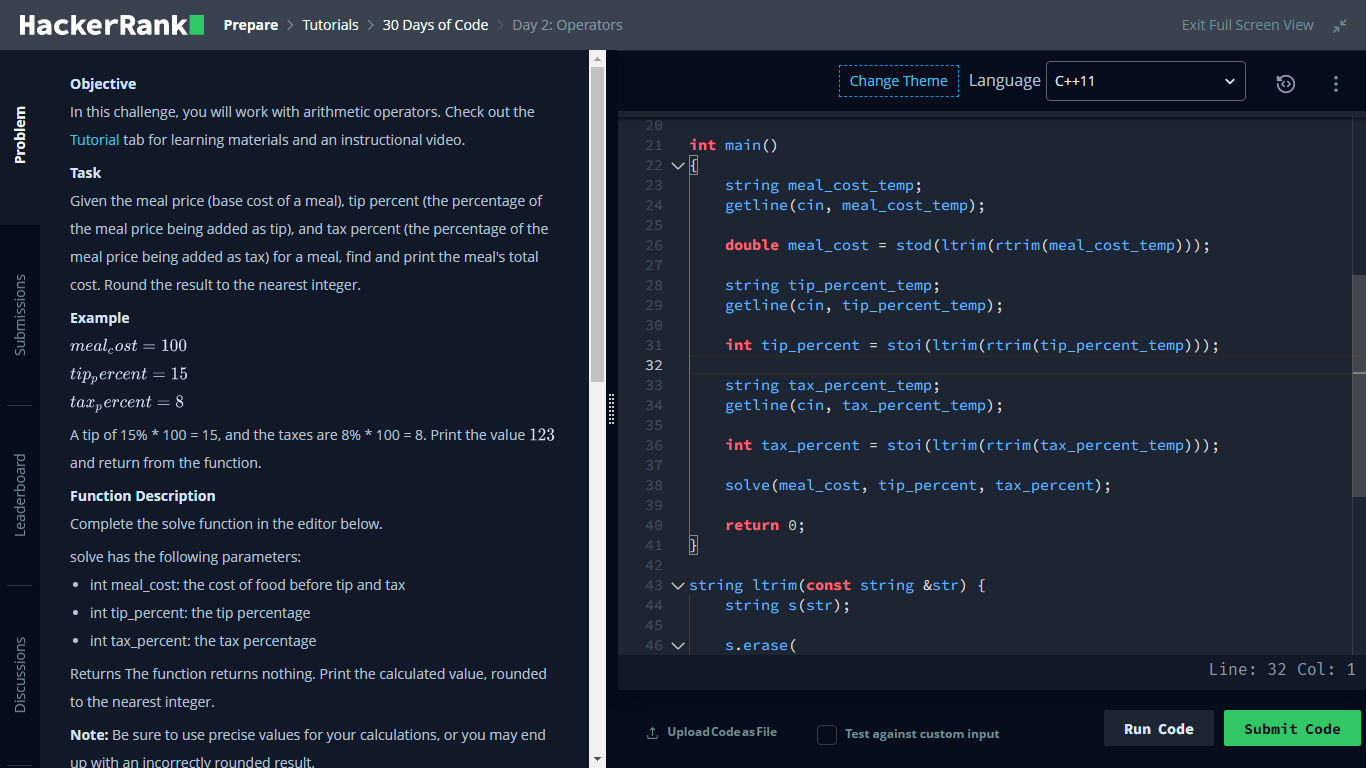 HackerRank Prepare > Tutorials > 30 Days of Code > Day 2: Operators Exit Full Screen View
Problem
Submissions
Leaderboard
Discussions
Objective
In this challenge, you will work with arithmetic operators. Check out the
Tutorial tab for learning materials and an instructional video.
Task
Given the meal price (base cost of a meal), tip percent (the percentage of
the meal price being added as tip), and tax percent (the percentage of the
meal price being added as tax) for a meal, find and print the meal's total
cost. Round the result to the nearest integer.
Example
meal_cost = 100
tip_percent = 15
tax_percent = 8
A tip of 15% * 100 = 15, and the taxes are 8% * 100 = 8. Print the value 123
and return from the function.
Function Description
Complete the solve function in the editor below.
solve has the following parameters:
• int meal_cost: the cost of food before tip and tax
• int tip_percent: the tip percentage
• int tax_percent: the tax percentage
Returns The function returns nothing. Print the calculated value, rounded
to the nearest integer.
Note: Be sure to use precise values for your calculations, or you may end
up with an incorrectly rounded result.
Change Theme Language C++11
20
21 int main()
22 {
23 string meal_cost_temp;
24 getline(cin, meal_cost_temp);
25
26 double meal_cost = stod(ltrim(rtrim(meal_cost_temp)));
27
28 string tip_percent_temp;
29 getline(cin, tip_percent_temp);
30
31 int tip_percent = stoi(ltrim(rtrim(tip_percent_temp)));
32
33 string tax_percent_temp;
34 getline(cin, tax_percent_temp);
35
36 int tax_percent = stoi(ltrim(rtrim(tax_percent_temp)));
37
38 solve(meal_cost, tip_percent, tax_percent);
39
40 return 0;
41 }
42
43 string ltrim(const string &str) {
44 string s(str);
45
46 s.erase(
Line: 32 Col: 1
Upload Code as File Test against custom input Run Code Submit Code